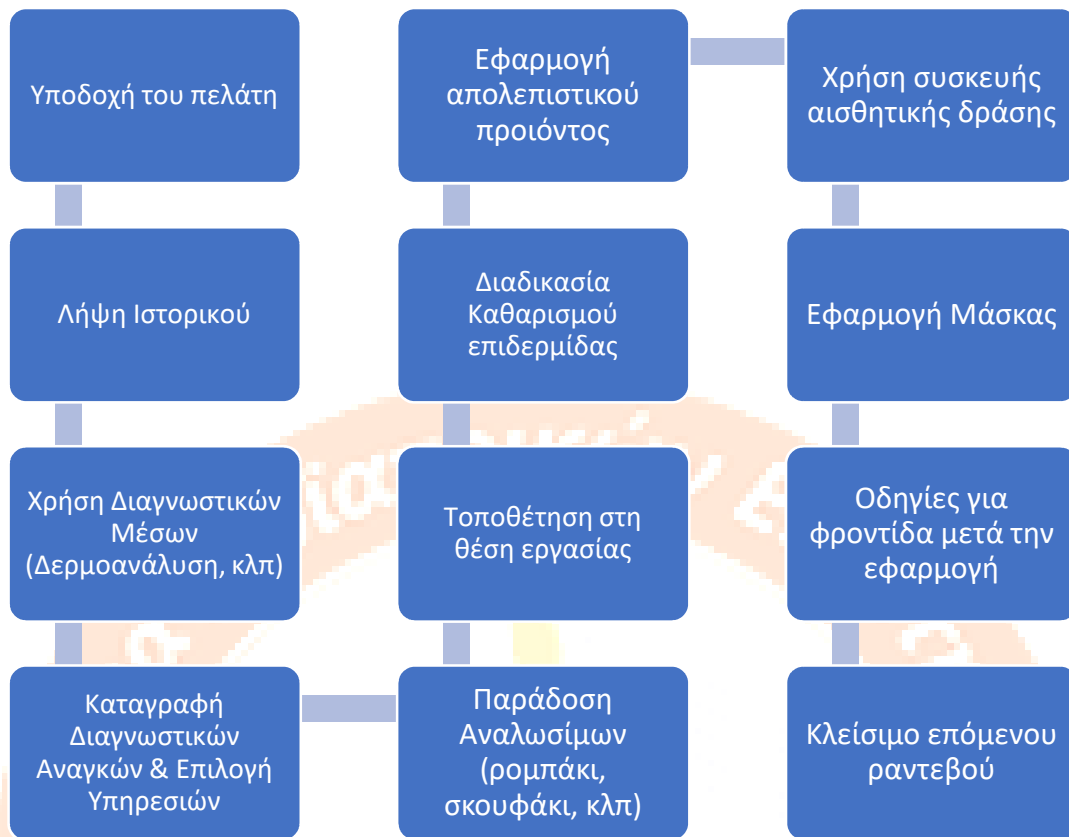 Υποδοχή του πελάτη
Λήψη Ιστορικού
Χρήση Διαγνωστικών
Μέσων
(Δερμοανάλυση, κλπ)
Καταγραφή
Διαγνωστικών
Αναγκών & Επιλογή
Υπηρεσιών
Παράδοση
Αναλωσίμων
(ρομπάκι,
σκουφάκι, κλπ)
Τοποθέτηση στη
θέση εργασίας
Διαδικασία
Καθαρισμού
επιδερμίδας
Εφαρμογή
απολεπιστικού
προιόντος
Χρήση συσκευής
αισθητικής δράσης
Εφαρμογή Μάσκας
Οδηγίες για
φροντίδα μετά την
εφαρμογή
Κλείσιμο επόμενου
ραντεβού